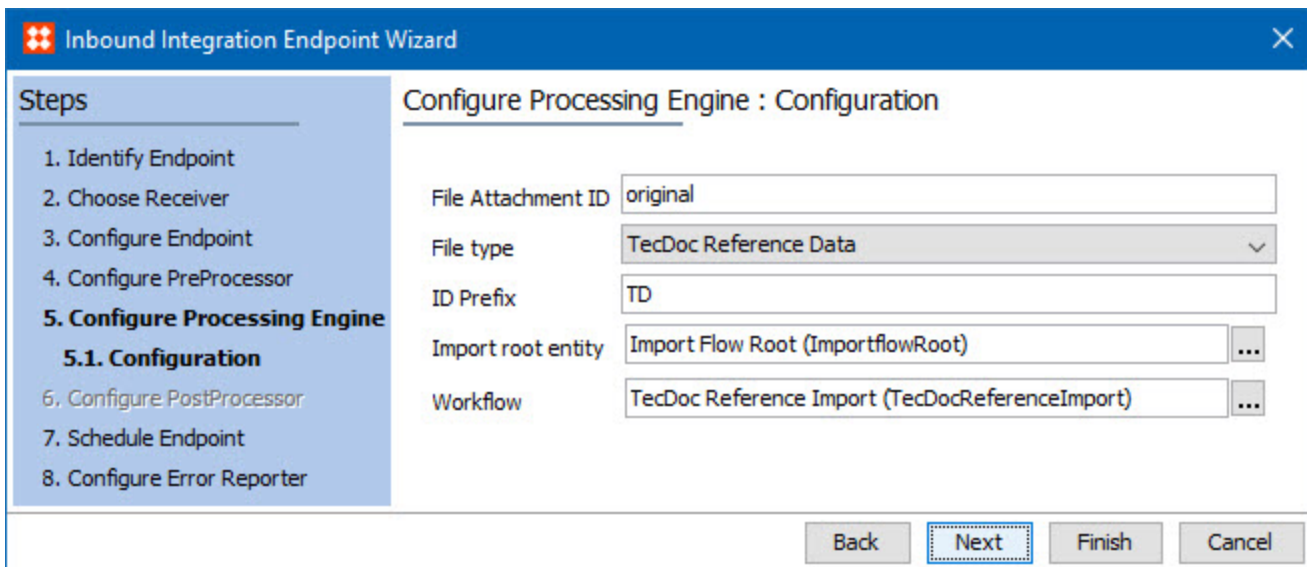 Inbound Integration Endpoint Wizard
Steps
1. Identify Endpoint
2. Choose Receiver
3. Configure Endpoint
4. Configure PreProcessor
5. Configure Processing Engine
5.1. Configuration
6. Configure PostProcessor
7. Schedule Endpoint
8. Configure Error Reporter
Configure Processing Engine : Configuration
File Attachment ID original
File type TecDoc Reference Data
ID Prefix TD
Import root entity Import Flow Root (ImportflowRoot) ...
Workflow TecDoc Reference Import (TecDocReferenceImport) ...
Back Next Finish Cancel